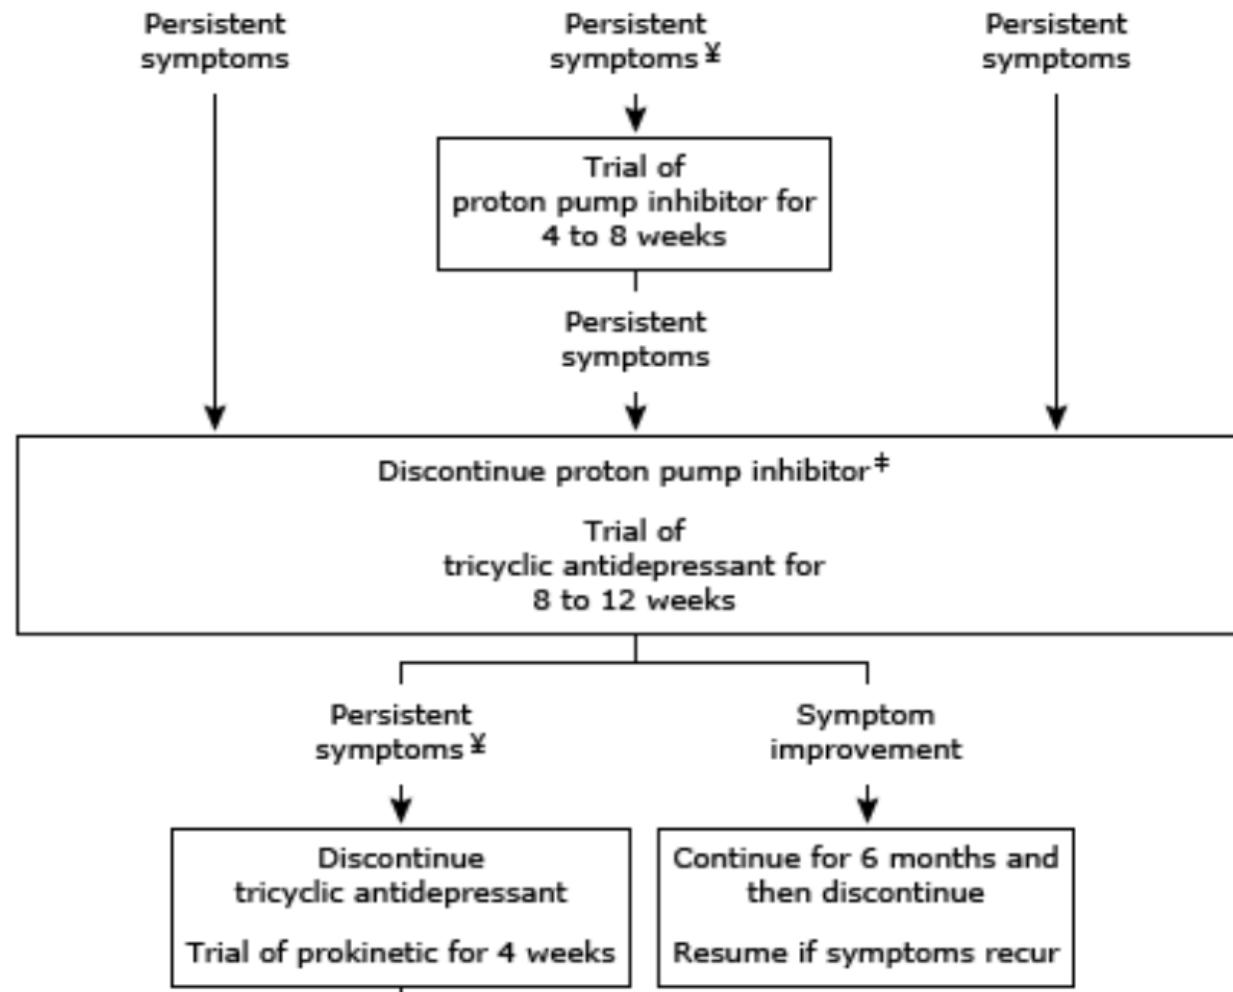 Persistent
symptoms
Persistent
symptoms¥
Persistent
symptoms
Trial of
proton pump inhibitor for
4 to 8 weeks
Persistent
symptoms
Discontinue proton pump inhibitor‡
Trial of
tricyclic antidepressant for
8 to 12 weeks
Persistent
symptoms¥
Symptom
improvement
Discontinue
tricyclic antidepressant
Trial of prokinetic for 4 weeks
Continue for 6 months and
then discontinue
Resume if symptoms recur